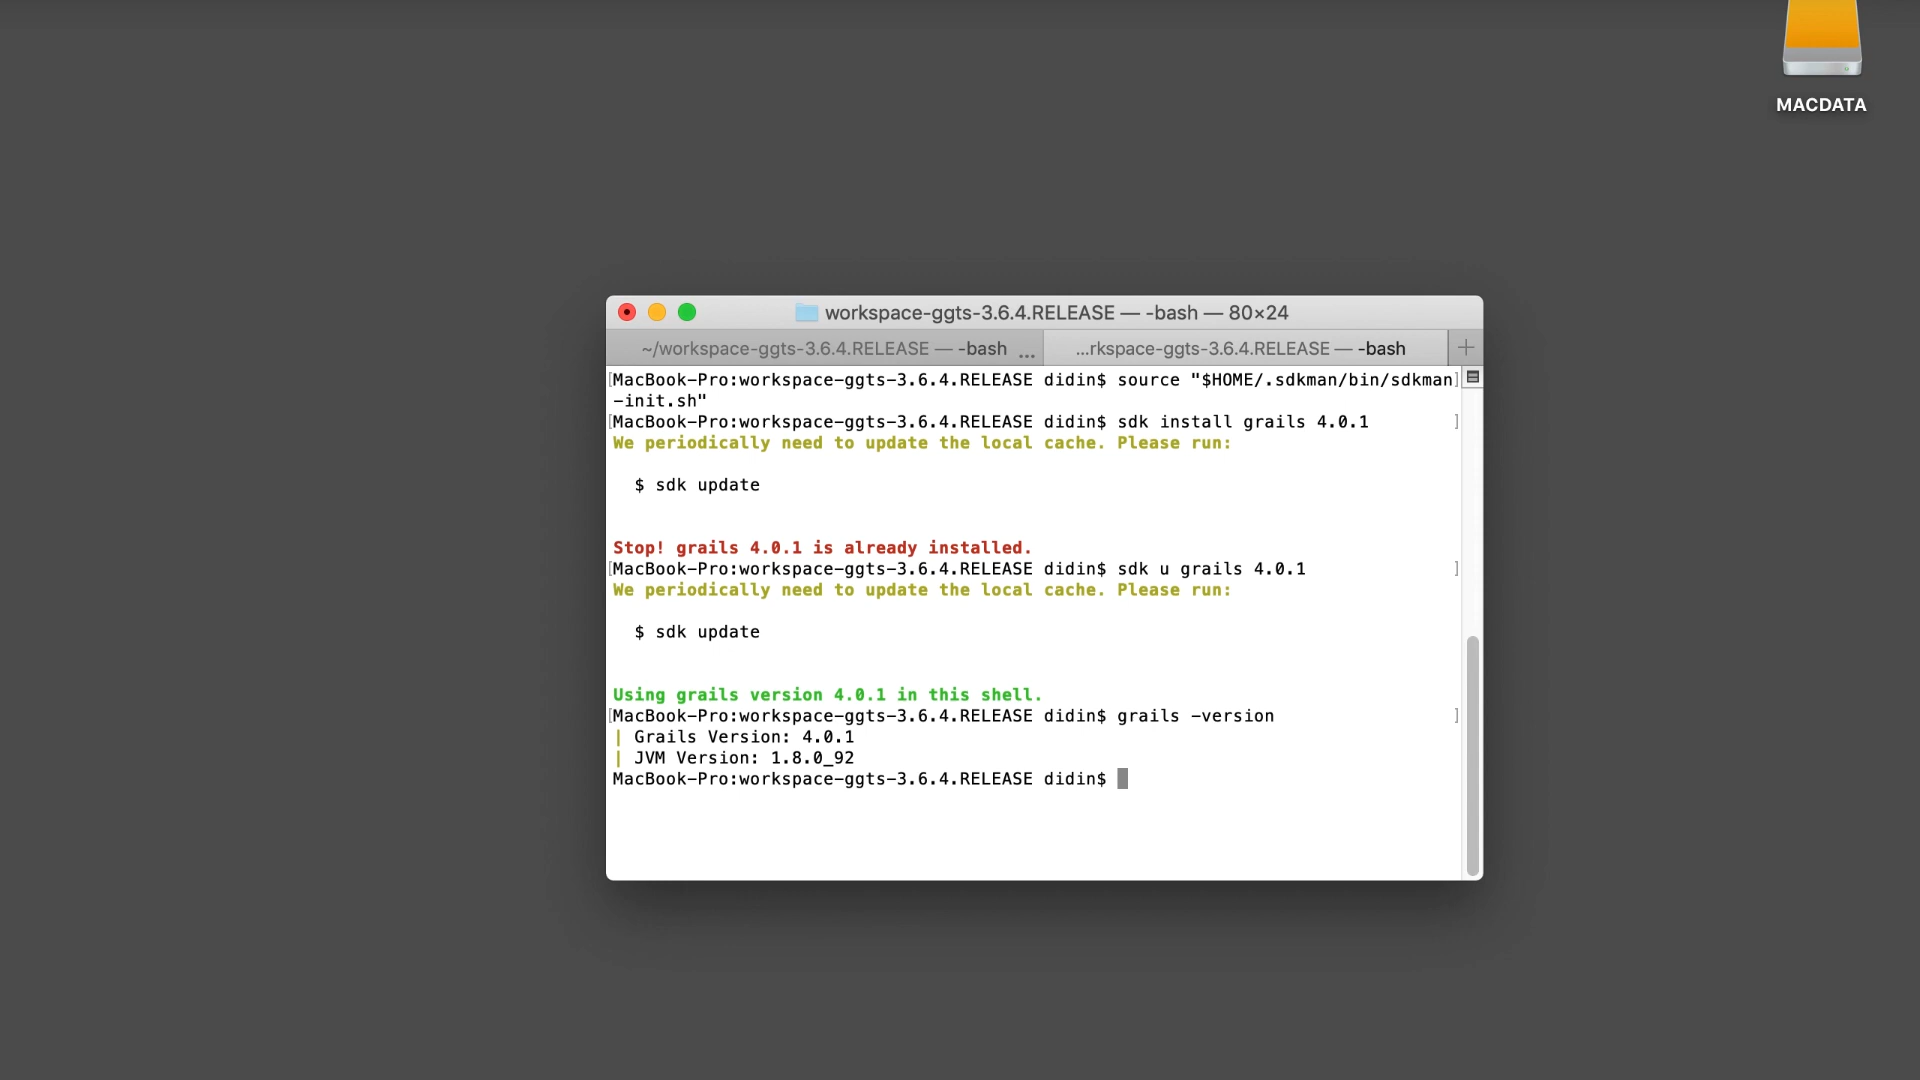 MACDATA
workspace-ggts-3.6.4.RELEASE — -bash — 80×24
~/workspace-ggts-3.6.4.RELEASE — -bash ...
...rkspace-ggts-3.6.4.RELEASE — -bash +
[MacBook-Pro:workspace-ggts-3.6.4.RELEASE didin$ source "$HOME/.sdkman/bin/sdkman]
-init.sh"
[MacBook-Pro:workspace-ggts-3.6.4.RELEASE didin$ sdk install grails 4.0.1 ]
We periodically need to update the local cache. Please run:
$ sdk update
Stop! grails 4.0.1 is already installed.
[MacBook-Pro:workspace-ggts-3.6.4.RELEASE didin$ sdk u grails 4.0.1 ]
We periodically need to update the local cache. Please run:
$ sdk update
Using grails version 4.0.1 in this shell.
[MacBook-Pro:workspace-ggts-3.6.4.RELEASE didin$ grails -version ]
| Grails Version: 4.0.1
| JVM Version: 1.8.0_92
MacBook-Pro:workspace-ggts-3.6.4.RELEASE didin$